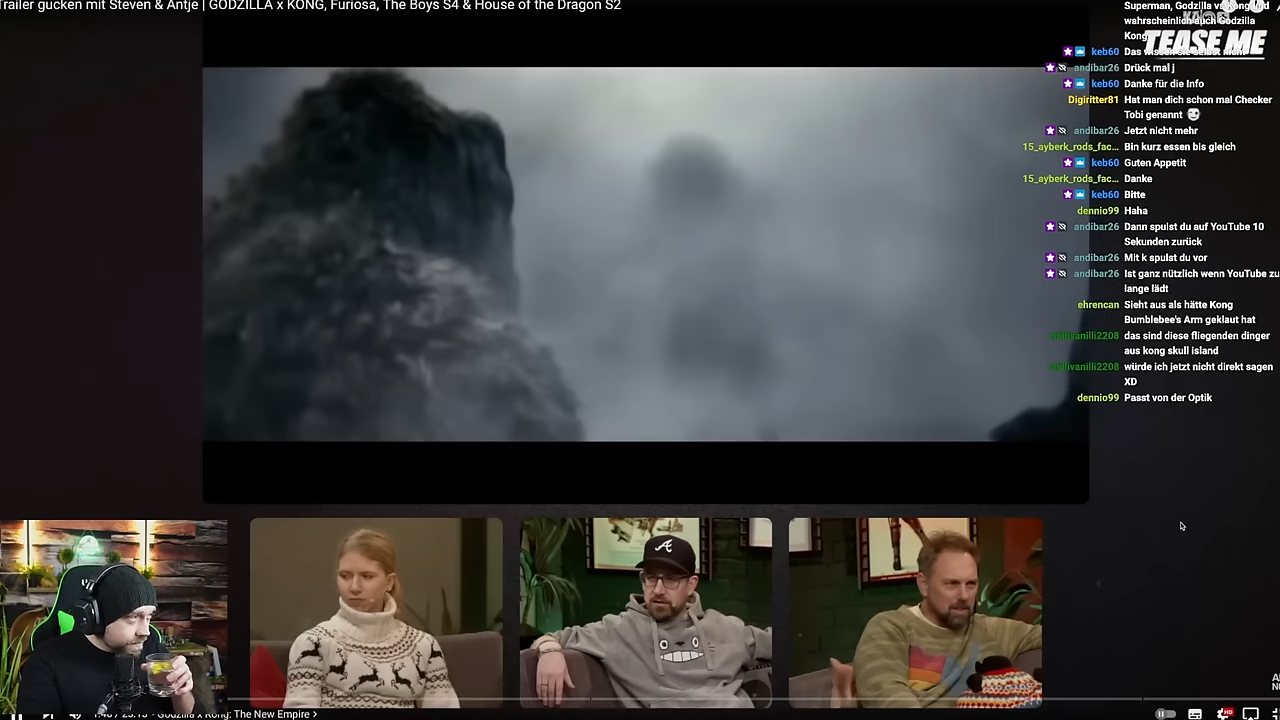 Trailer gucken mit Steven & Antje | GODZILLA x KONG, Furiosa, The Boys S4 & House of the Dragon S2
Superman, Godzilla vs Kong und
wahrscheinlich auch Godzilla
Kong
TEASE ME
keb60 Das wissen sie selbst nicht
andibar26 Drück mal j
keb60 Danke für die Info
Digiritter81 Hat man dich schon mal Checker
Tobi genannt
andibar26 Jetzt nicht mehr
15_ayberk_rods_fac... Bin kurz essen bis gleich
keb60 Guten Appetit
15_ayberk_rods_fac... Danke
keb60 Bitte
dennio99 Haha
andibar26 Dann spulst du auf YouTube 10
Sekunden zurück
andibar26 Mit k spulst du vor
andibar26 Ist ganz nützlich wenn YouTube zu
lange lädt
ehrencan Sieht aus als hätte Kong
Bumblebee's Arm geklaut hat
das sind diese fliegenden dinger
aus kong skull island
würde ich jetzt nicht direkt sagen
XD
dennio99 Passt von der Optik
A
Godzilla x Kong: The New Empire >
HD